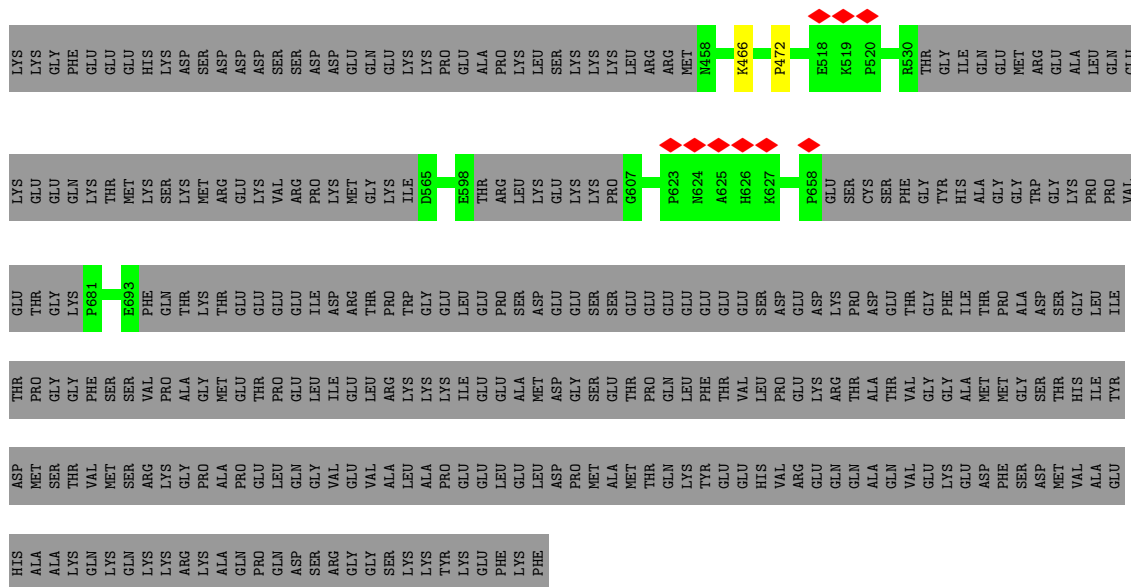 LYS LYS GLY PHE GLU GLU GLU HIS LYS ASP SER ASP ASP ASP SER SER ASP ASP GLU GLN GLU LYS LYS PRO GLU ALA PRO LYS LEU SER LYS LYS LYS LEU ARG ARG MET N458 K466 P472 E518 K519 P520 R530 THR GLY ILE GLN GLU MET ARG GLU ALA LEU GLN GLU
LYS GLU GLU GLN LYS THR MET LYS SER LYS MET ARG GLU LYS VAL ARG PRO LYS MET GLY LYS ILE D565 E598 THR ARG LEU LYS GLU LYS LYS PRO G607 P623 N624 A625 H626 K627 P658 GLU SER CYS SER PHE GLY TYR HIS ALA GLY GLY TRP GLY LYS PRO PRO VAL
GLU THR GLY LYS P681 E693 PHE GLN THR LYS THR GLU GLU GLU GLU ILE ASP ARG THR PRO TRP GLY GLU LEU GLU PRO SER ASP GLU GLU SER SER GLU GLU GLU GLU GLU GLU SER ASP GLU ASP LYS PRO ASP GLU THR GLY PHE ILE THR PRO ALA ASP SER GLY LEU ILE
THR PRO GLY GLY PHE SER SER VAL PRO ALA GLY MET GLU THR PRO GLU LEU ILE GLU LEU ARG LYS LYS LYS ILE GLU GLU ALA MET ASP GLY SER GLU THR PRO GLN LEU PHE THR VAL LEU PRO GLU LYS ARG THR ALA THR VAL GLY GLY ALA MET MET GLY SER THR HIS ILE TYR
ASP MET SER THR VAL MET SER ARG LYS GLY PRO ALA PRO GLU LEU GLN GLY VAL GLU VAL ALA LEU ALA PRO GLU GLU LEU GLU LEU ASP PRO MET ALA MET THR GLN LYS TYR GLU GLU HIS VAL ARG GLU GLN GLN ALA GLN VAL GLU LYS GLU ASP PHE SER ASP MET VAL ALA GLU
HIS ALA ALA LYS GLN LYS GLN LYS LYS ARG LYS ALA GLN PRO GLN ASP SER ARG GLY GLY SER LYS LYS TYR LYS GLU PHE LYS PHE